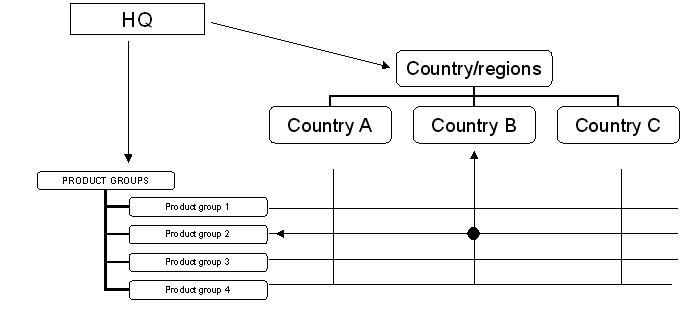 HQ
Country/regions
Country A
Country B
Country C
PRODUCT GROUPS
Product group 1
Product group 2
Product group 3
Product group 4